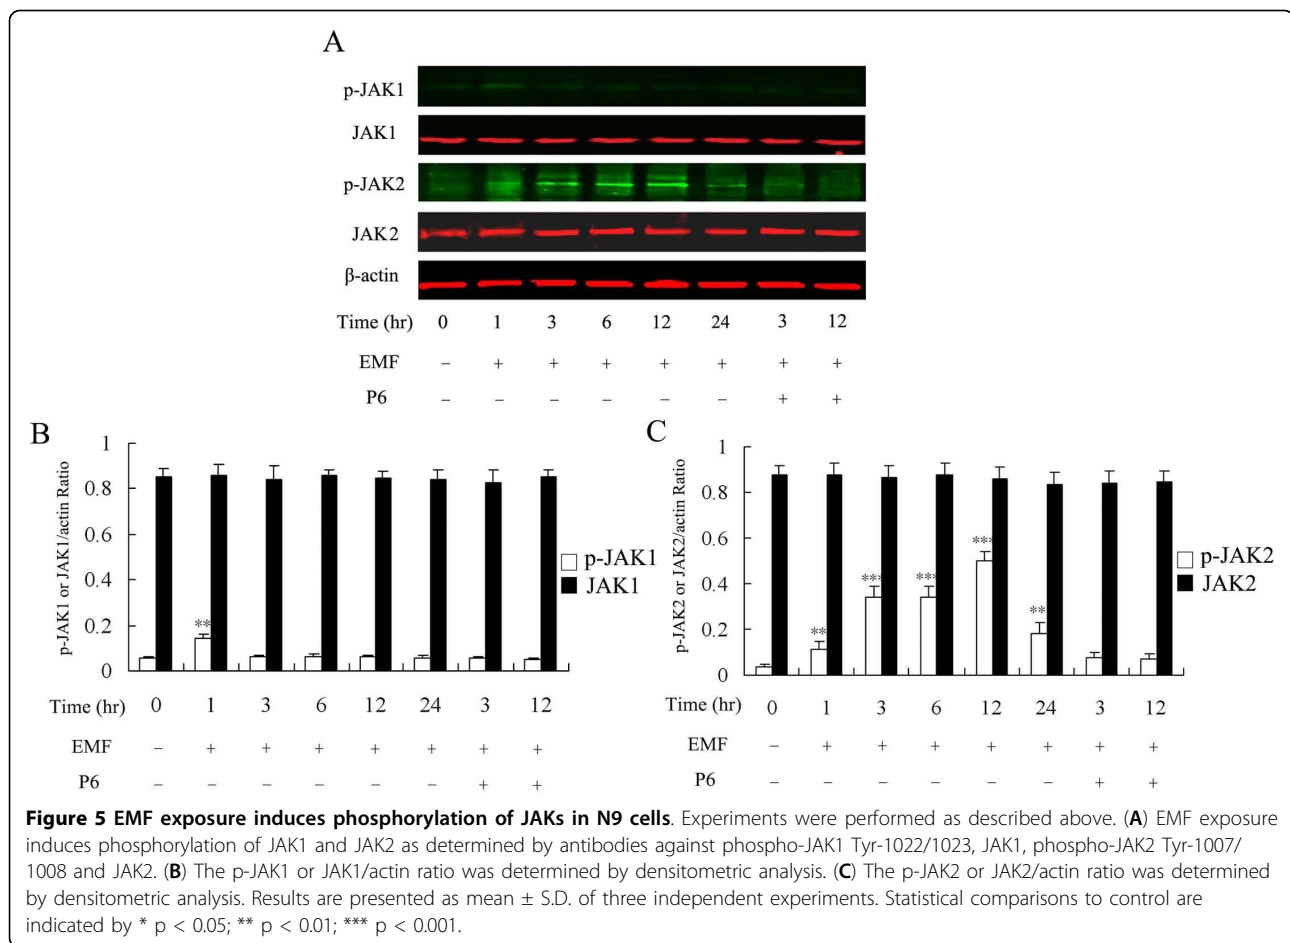 A
p-JAK1
JAK1
p-JAK2
JAK2
β-actin
Time (hr) 0 1 3 6 12 24 3 12
EMF − + + + + + + +
P6 − − − − − − + +
B
p-JAK1 or JAK1/actin Ratio
1
0.8
0.6
0.4
0.2
0
**
p-JAK1
JAK1
Time (hr) 0 1 3 6 12 24 3 12
EMF − + + + + + + +
P6 − − − − − − + +
C
p-JAK2 or JAK2/actin Ratio
1
0.8
0.6
0.4
0.2
0
** *** *** *** **
p-JAK2
JAK2
Time (hr) 0 1 3 6 12 24 3 12
EMF − + + + + + + +
P6 − − − − − − + +
Figure 5 EMF exposure induces phosphorylation of JAKs in N9 cells. Experiments were performed as described above. (A) EMF exposure
induces phosphorylation of JAK1 and JAK2 as determined by antibodies against phospho-JAK1 Tyr-1022/1023, JAK1, phospho-JAK2 Tyr-1007/
1008 and JAK2. (B) The p-JAK1 or JAK1/actin ratio was determined by densitometric analysis. (C) The p-JAK2 or JAK2/actin ratio was determined
by densitometric analysis. Results are presented as mean ± S.D. of three independent experiments. Statistical comparisons to control are
indicated by * p < 0.05; ** p < 0.01; *** p < 0.001.